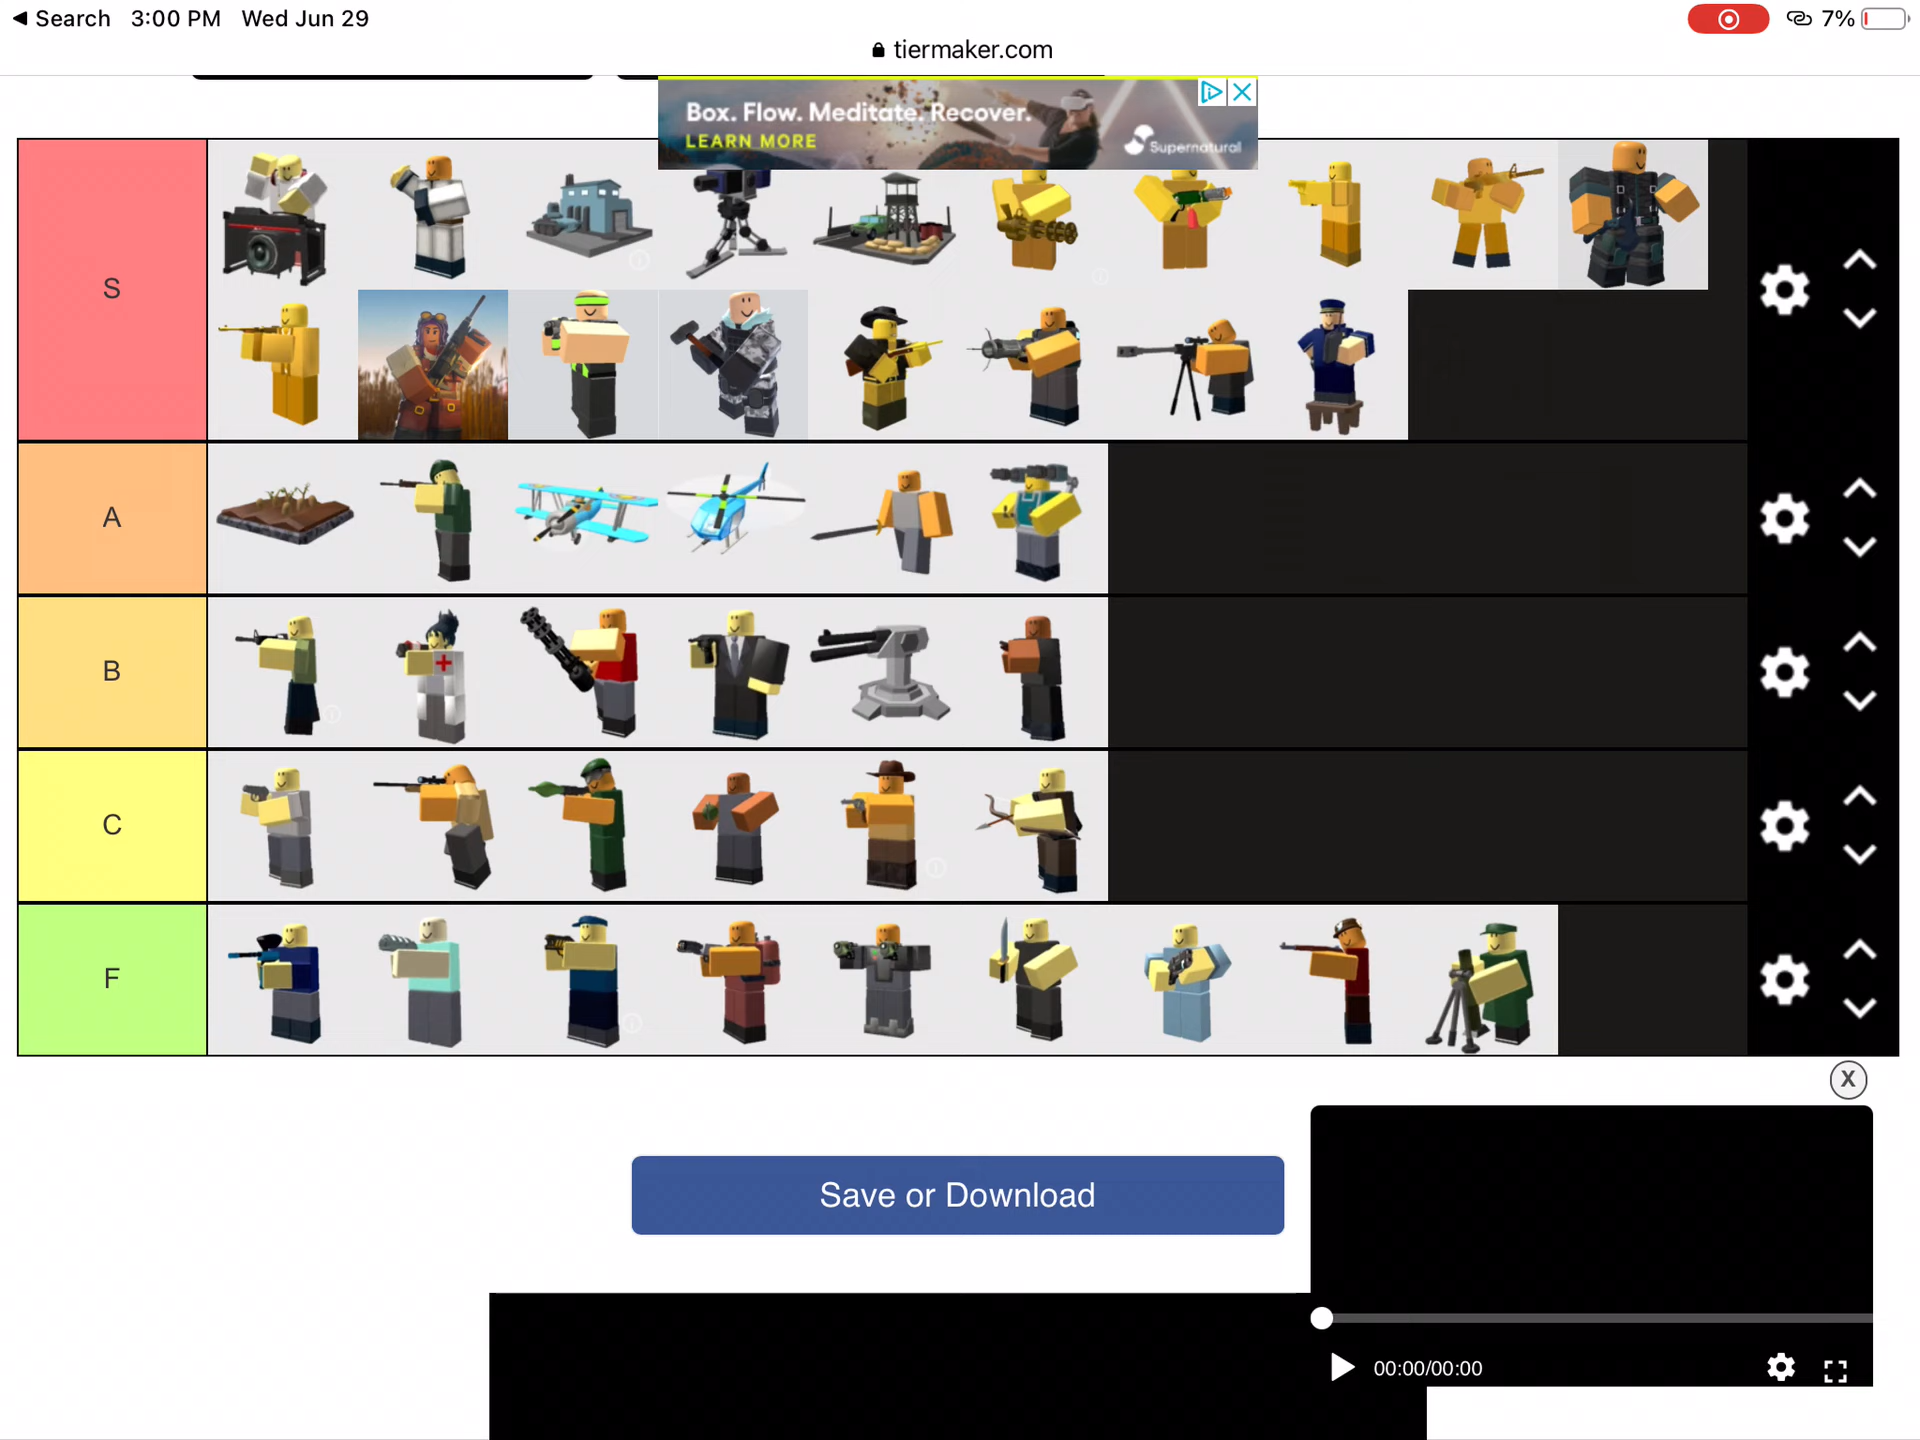 Search 3:00 PM Wed Jun 29 7%
tiermaker.com
Box. Flow. Meditate. Recover.
LEARN MORE
Supernatural
S
A
B
C
F
X
Save or Download
00:00/00:00